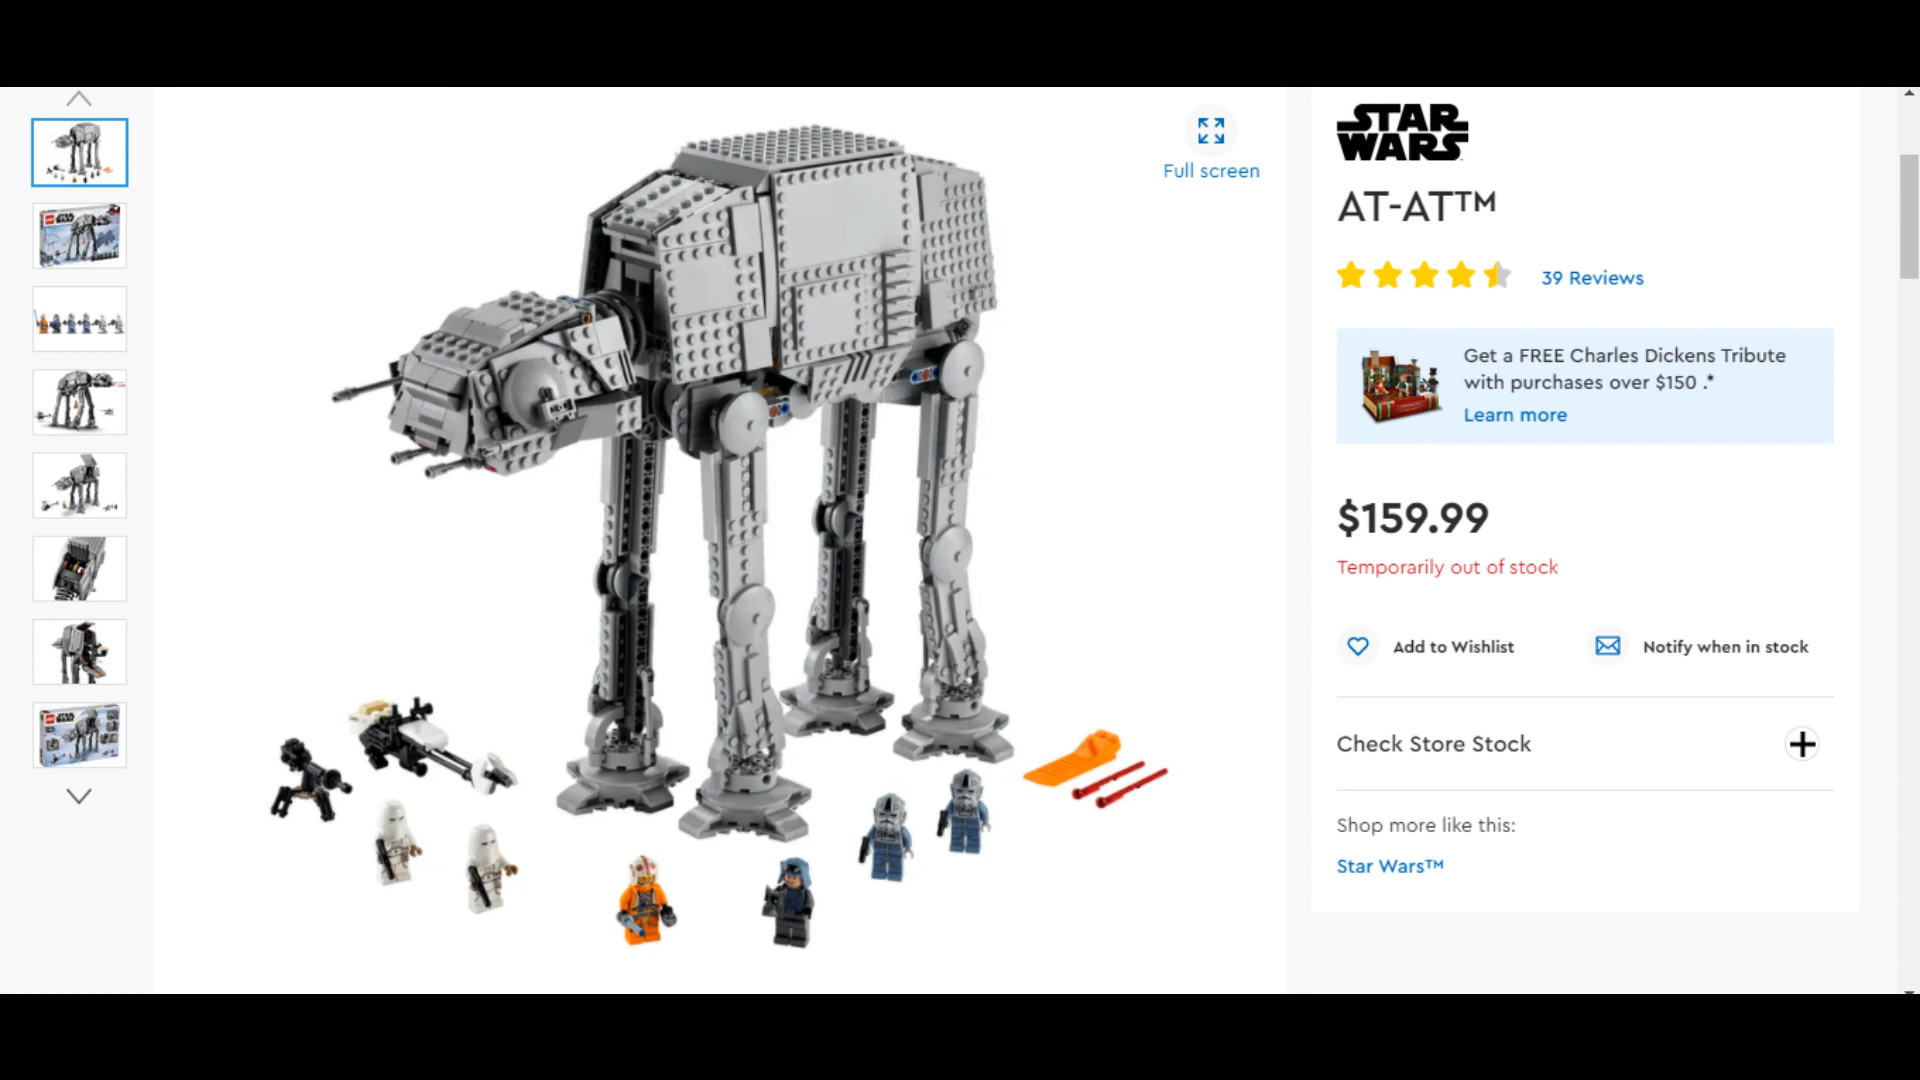 Full screen
STAR
WARS
AT-AT™
39 Reviews
Get a FREE Charles Dickens Tribute
with purchases over $150 .*
Learn more
$159.99
Temporarily out of stock
Add to Wishlist
Notify when in stock
Check Store Stock
Shop more like this:
Star Wars™